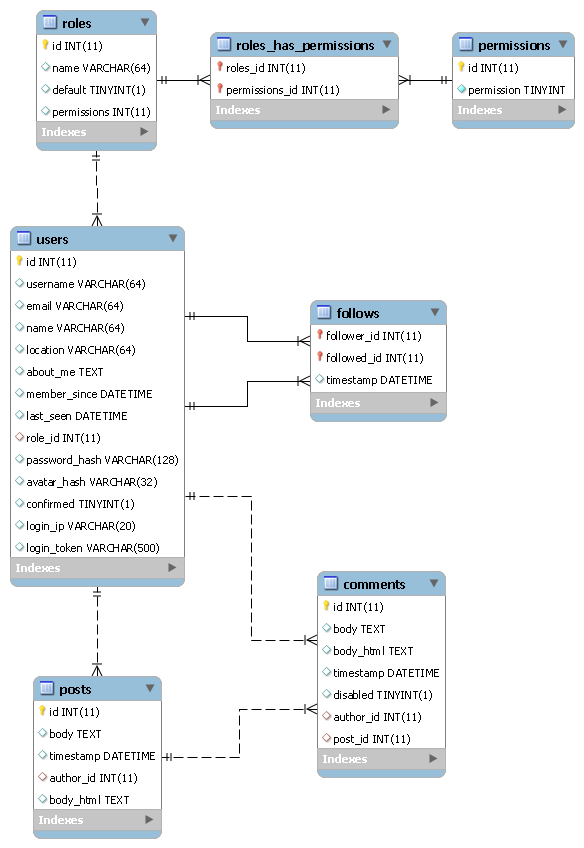 roles
id INT(11)
name VARCHAR(64)
default TINYINT(1)
permissions INT(11)
Indexes
roles_has_permissions
roles_id INT(11)
permissions_id INT(11)
Indexes
permissions
id INT(11)
permission TINYINT
Indexes
users
id INT(11)
username VARCHAR(64)
email VARCHAR(64)
name VARCHAR(64)
location VARCHAR(64)
about_me TEXT
member_since DATETIME
last_seen DATETIME
role_id INT(11)
password_hash VARCHAR(128)
avatar_hash VARCHAR(32)
confirmed TINYINT(1)
login_ip VARCHAR(20)
login_token VARCHAR(500)
Indexes
follows
follower_id INT(11)
followed_id INT(11)
timestamp DATETIME
Indexes
comments
id INT(11)
body TEXT
body_html TEXT
timestamp DATETIME
disabled TINYINT(1)
author_id INT(11)
post_id INT(11)
Indexes
posts
id INT(11)
body TEXT
timestamp DATETIME
author_id INT(11)
body_html TEXT
Indexes